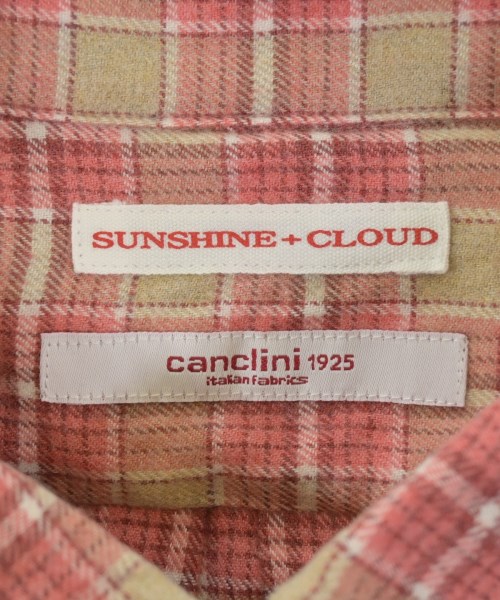 SUNSHINE + CLOUD
canclini 1925
italian fabrics